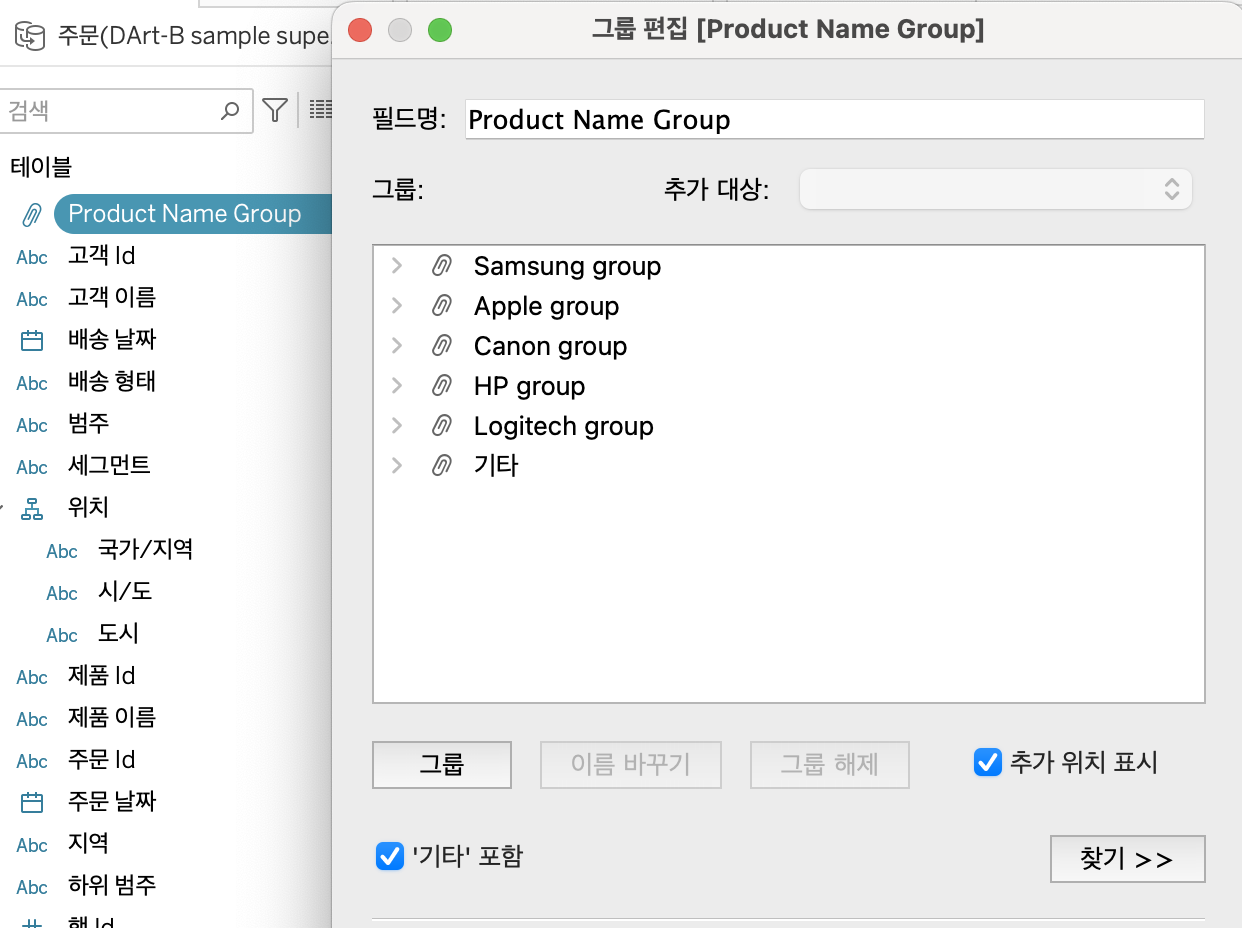 주문(DArt-B sample supe
검색
테이블
Product Name Group
Abc 고객 Id
Abc 고객 이름
배송 날짜
Abc 배송 형태
Abc 범주
Abc 세그먼트
위치
Abc 국가/지역
Abc 시/도
Abc 도시
Abc 제품 Id
Abc 제품 이름
Abc 주문 Id
주문 날짜
Abc 지역
Abc 하위 범주
행 Id
그룹 편집 [Product Name Group]
필드명: Product Name Group
그룹: 추가 대상:
Samsung group
Apple group
Canon group
HP group
Logitech group
기타
그룹 이름 바꾸기 그룹 해제 추가 위치 표시
'기타' 포함 찾기 >>